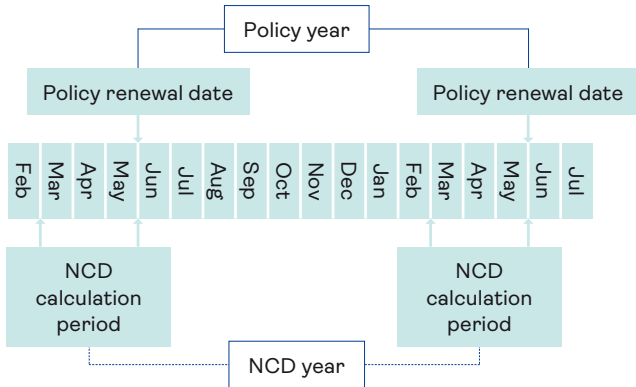 Policy year
Policy renewal date
Policy renewal date
Feb
Mar
Apr
May
Jun
Jul
Aug
Sep
Oct
Nov
Dec
Jan
Feb
Mar
Apr
May
Jun
Jul
NCD
calculation
period
NCD
calculation
period
NCD year